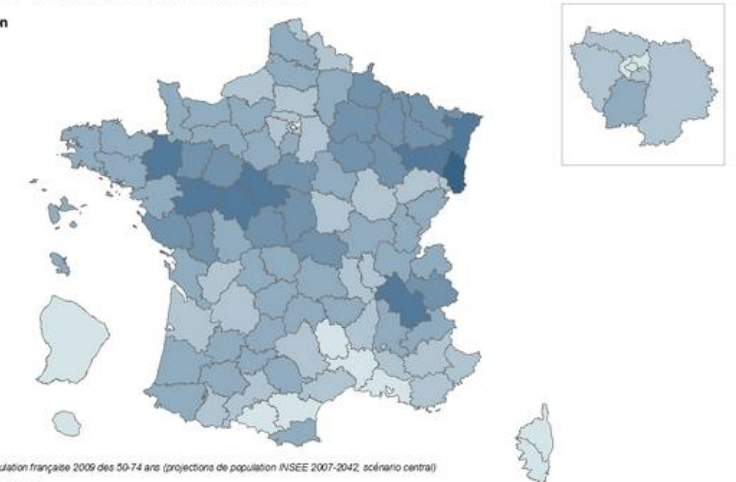 n
ulation française 2009 des 50-74 ans (projections de population INSEE 2007-2042, scénario central)